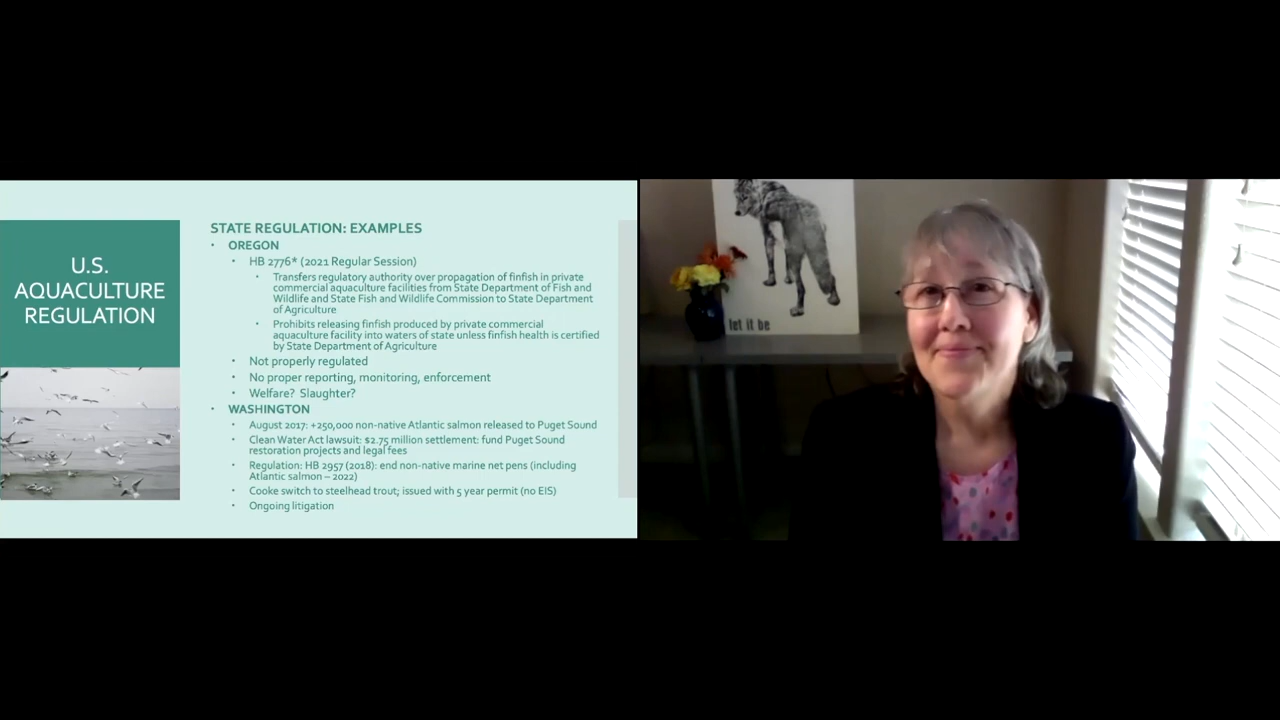 U.S.
AQUACULTURE
REGULATION
STATE REGULATION: EXAMPLES
• OREGON
• HB 2776* (2021 Regular Session)
• Transfers regulatory authority over propagation of finfish in private
commercial aquaculture facilities from State Department of Fish and
Wildlife and State Fish and Wildlife Commission to State Department
of Agriculture
• Prohibits releasing finfish produced by private commercial
aquaculture facility into waters of state unless finfish health is certified
by State Department of Agriculture
• Not properly regulated
• No proper reporting, monitoring, enforcement
• Welfare? Slaughter?
• WASHINGTON
• August 2017: +250,000 non-native Atlantic salmon released to Puget Sound
• Clean Water Act lawsuit: $2.75 million settlement: fund Puget Sound
restoration projects and legal fees
• Regulation: HB 2957 (2018): end non-native marine net pens (including
Atlantic salmon – 2022)
• Cooke switch to steelhead trout; issued with 5 year permit (no EIS)
• Ongoing litigation
let it be